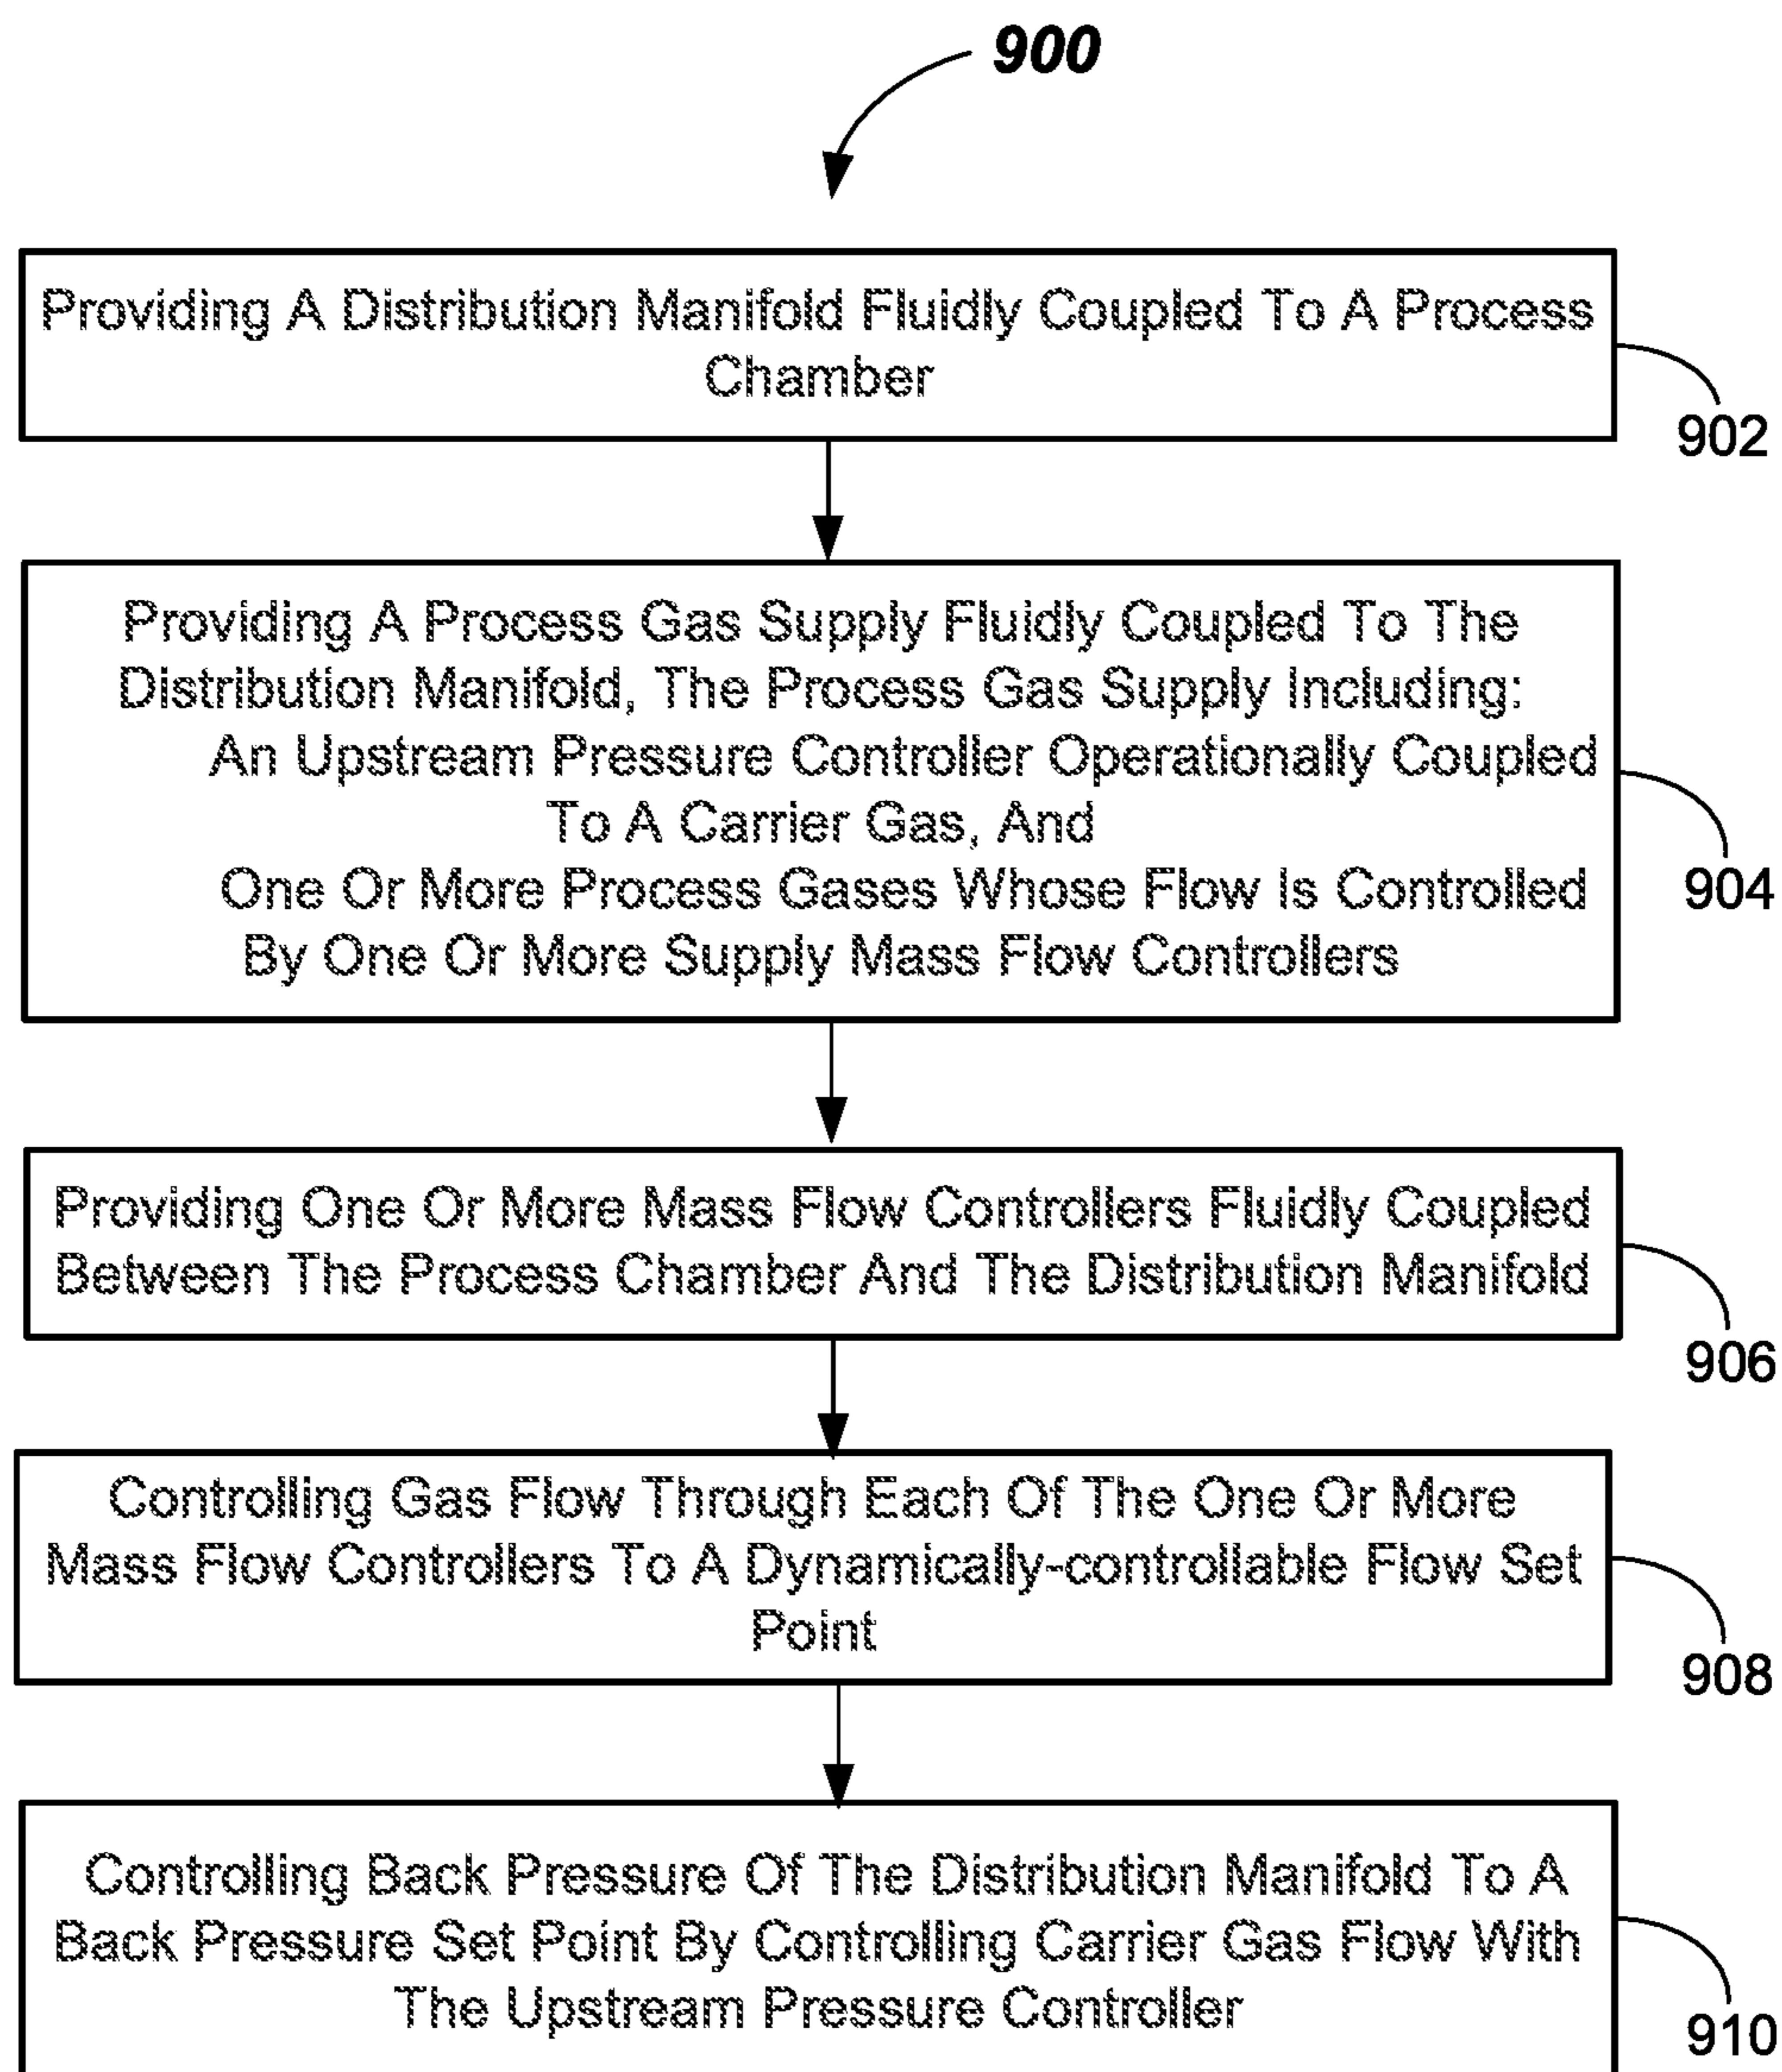 900
Providing A Distribution Manifold Fluidly Coupled To A Process
Chamber
902
Providing A Process Gas Supply Fluidly Coupled To The
Distribution Manifold, The Process Gas Supply Including:
An Upstream Pressure Controller Operationally Coupled
To A Carrier Gas, And
One Or More Process Gases Whose Flow Is Controlled
By One Or More Supply Mass Flow Controllers
904
Providing One Or More Mass Flow Controllers Fluidly Coupled
Between The Process Chamber And The Distribution Manifold
906
Controlling Gas Flow Through Each Of The One Or More
Mass Flow Controllers To A Dynamically-controllable Flow Set
Point
908
Controlling Back Pressure Of The Distribution Manifold To A
Back Pressure Set Point By Controlling Carrier Gas Flow With
The Upstream Pressure Controller
910